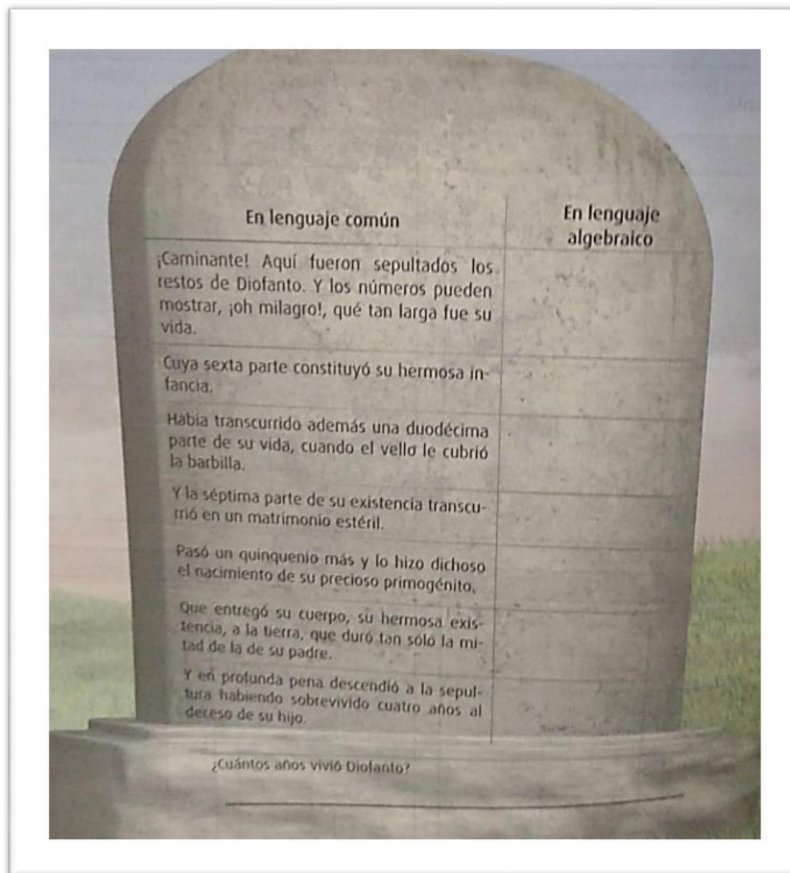 En lenguaje común
En lenguaje
algebraico
¡Caminante! Aquí fueron sepultados los
restos de Diofanto. Y los números pueden
mostrar, ¡oh milagro!, qué tan larga fue su
vida.
Cuya sexta parte constituyó su hermosa in-
fancia.
Había transcurrido además una duodécima
parte de su vida, cuando el vello le cubrió
la barbilla.
Y la séptima parte de su existencia transcu-
rrió en un matrimonio estéril.
Pasó un quinquenio más y lo hizo dichoso
el nacimiento de su precioso primogénito.
Que entregó su cuerpo, su hermosa exis-
tencia, a la tierra, que duró tan sólo la mi-
tad de la de su padre.
Y en profunda pena descendió a la sepul-
tura habiendo sobrevivido cuatro años al
deceso de su hijo.
¿Cuántos años vivió Diofanto?